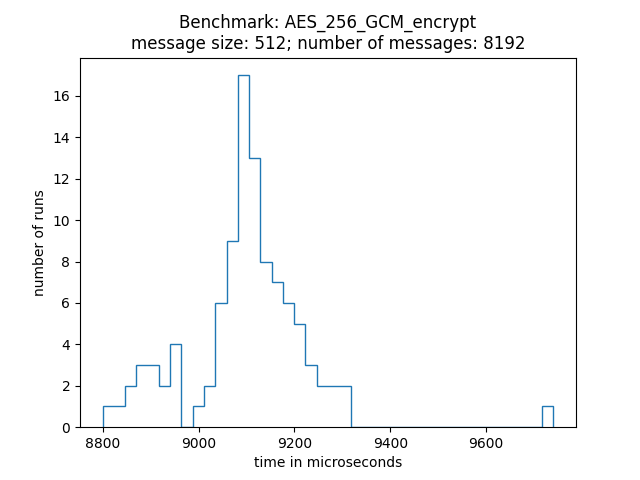 Benchmark: AES_256_GCM_encrypt
message size: 512; number of messages: 8192
number of runs
16
14
12
10
8
6
4
2
0
8800 9000 9200 9400 9600
time in microseconds